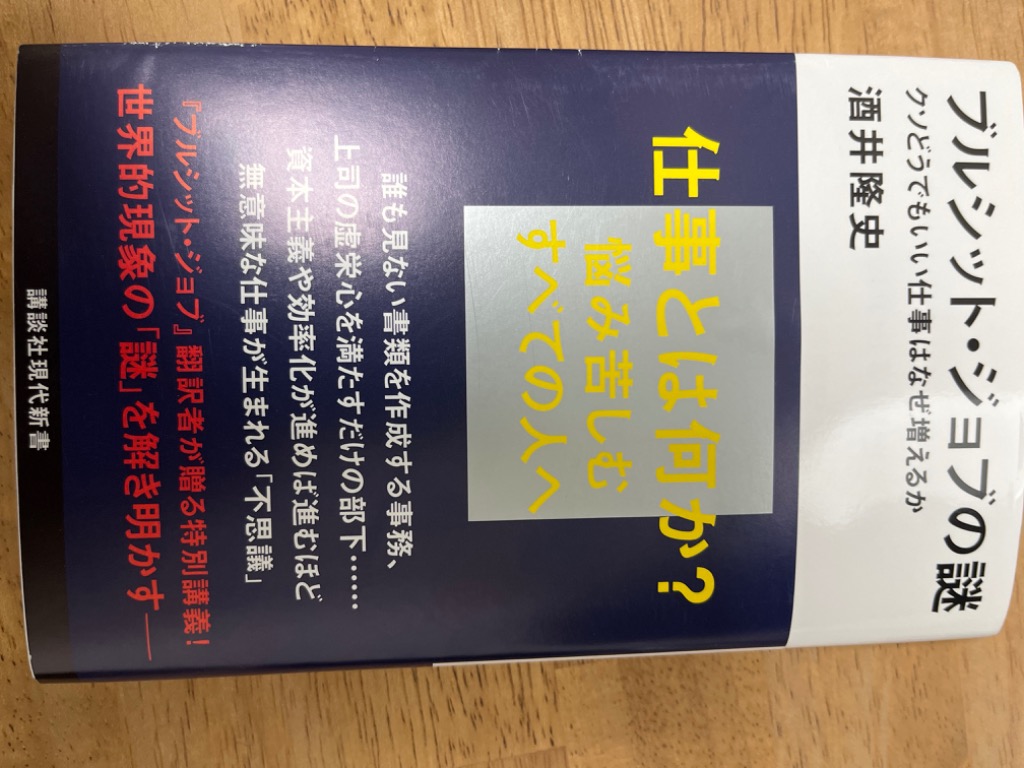 ブルシット・ジョブの謎
クソどうでもいい仕事はなぜ増えるか
酒井隆史
仕事とは何か?
悩み苦しむ
すべての人へ
誰も見ない書類を作成する事務、
上司の虚栄心を満たすだけの部下……
資本主義や効率化が進めば進むほど
無意味な仕事が生まれる「不思議」
『ブルシット・ジョブ』翻訳者が贈る特別講義!
世界的現象の「謎」を解き明かす――
講談社現代新書